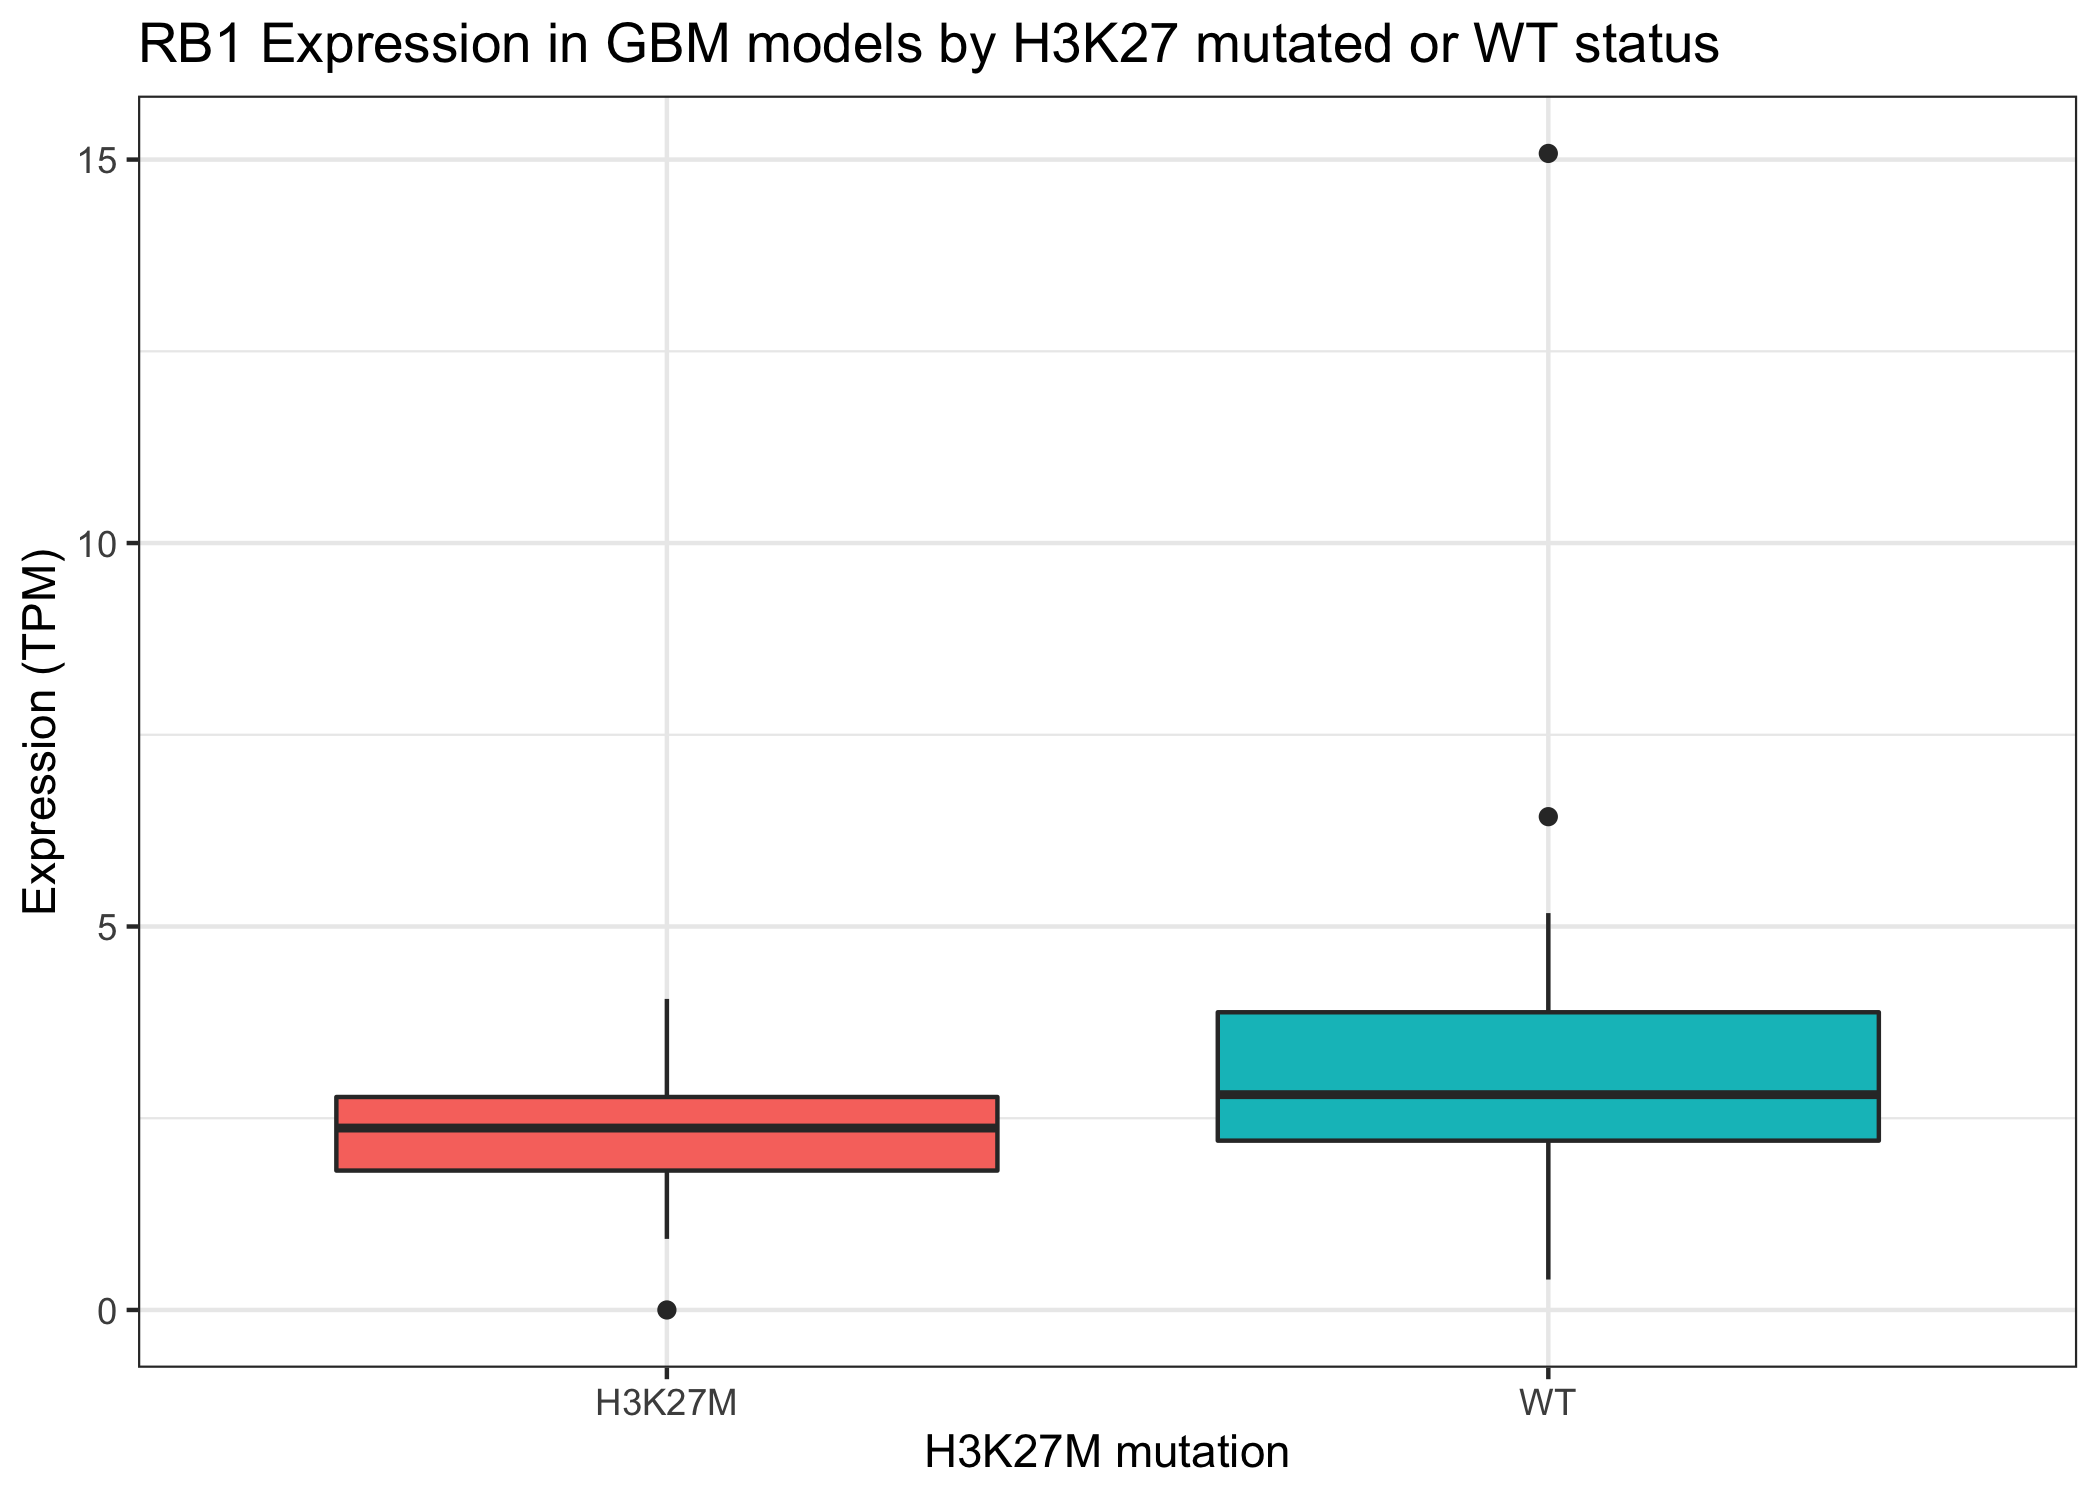 RB1 Expression in GBM models by H3K27 mutated or WT status
Expression (TPM)
15
10
5
0
H3K27M
WT
H3K27M mutation